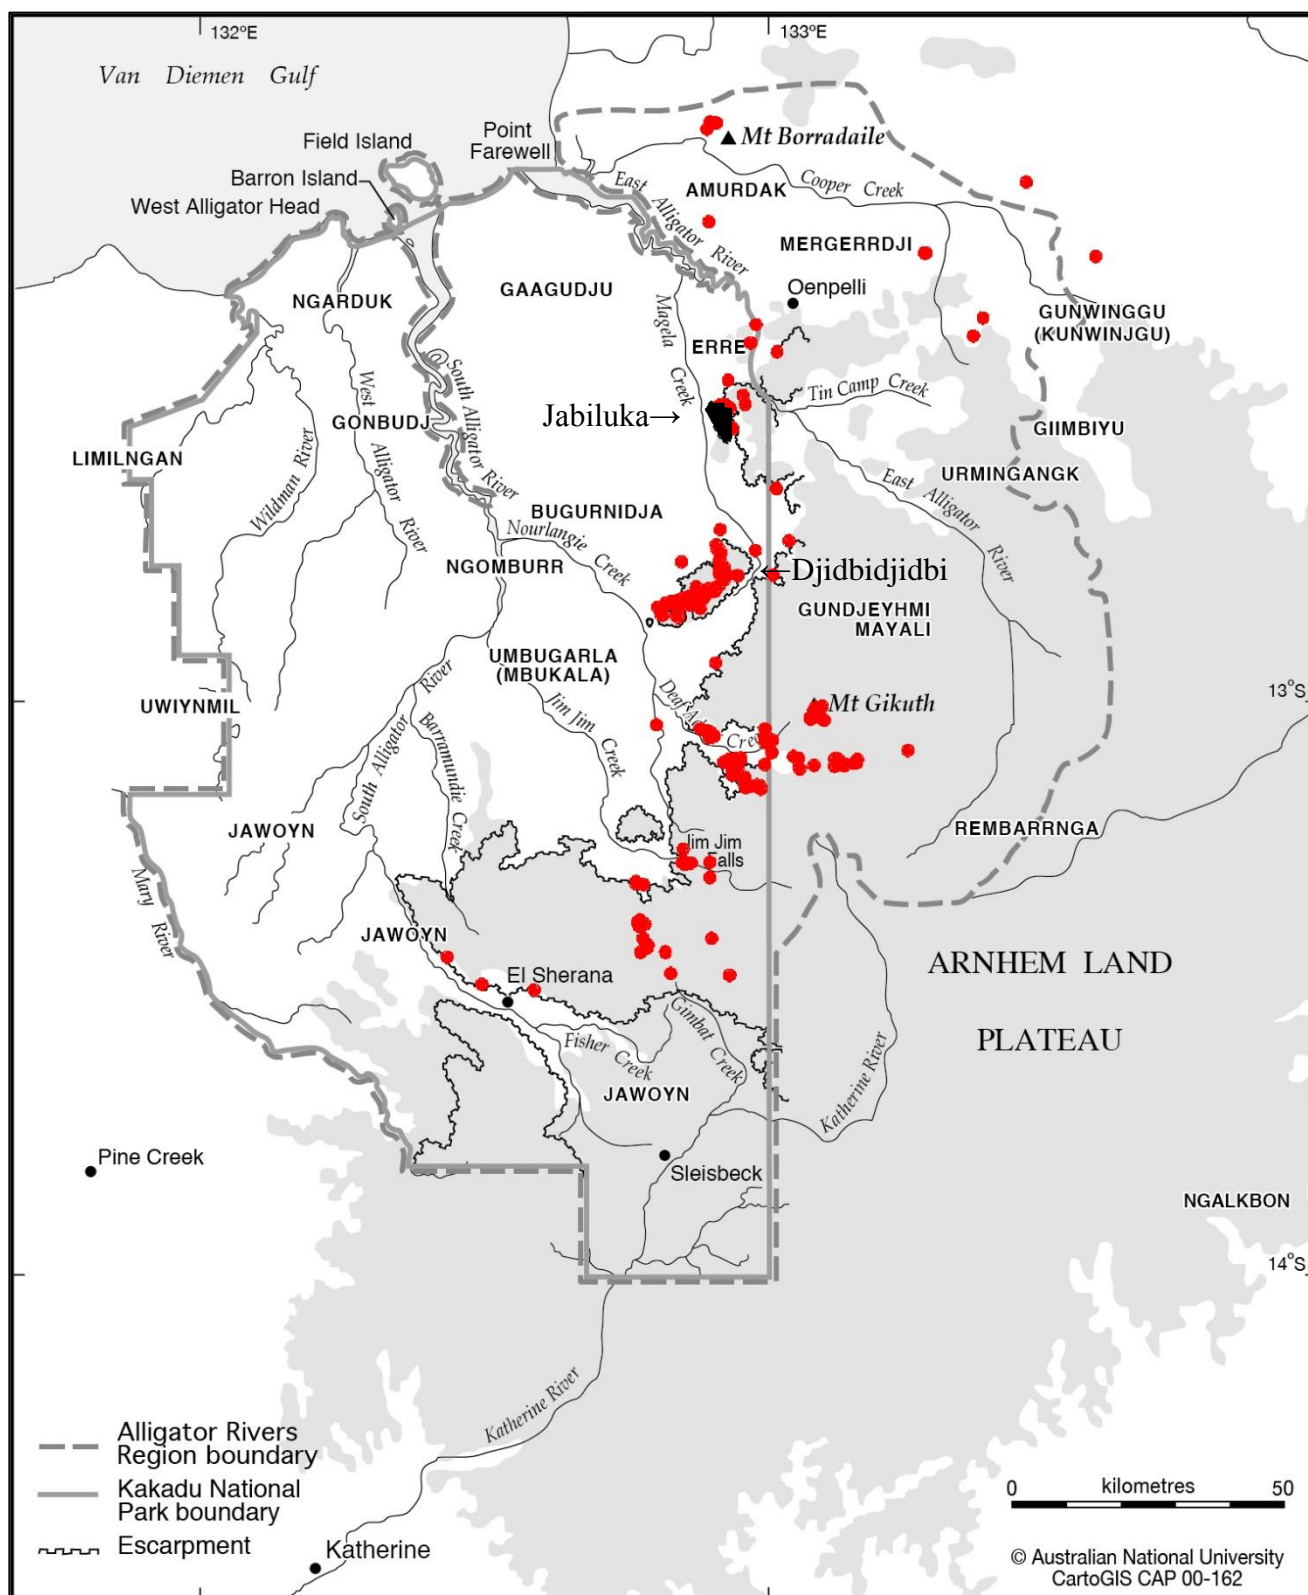 132°E
133°E
Van Diemen Gulf
Point
Farewell
Field Island
Barron Island
West Alligator Head
Mt Borradaile
East Alligator River
AMURDAK
Cooper Creek
MERGERRDJI
NGARDUK
GAAGUDJU
Oenpelli
Magela Creek
GUNWINGGU
(KUNWINJGU)
ERRE
South Alligator River
West Alligator River
Tin Camp Creek
Jabiluka→
GONBUDJ
GIIMBIYU
LIMILNGAN
Wildman River
URMINGANGK
East Alligator River
BUGURNIDJA
Nourlangie Creek
NGOMBURR
←Djidbidjidbi
GUNDJEYHMI
MAYALI
UMBUGARLA
(MBUKALA)
UWIYNMIL
South Alligator River
Barramundie Creek
Jim Jim Creek
Mt Gikuth
13°S
JAWOYN
REMBARRNGA
Jim Jim
Falls
Mary River
JAWOYN
El Sherana
ARNHEM LAND
PLATEAU
Gimbat Creek
Fisher Creek
Katherine River
JAWOYN
Pine Creek
Sleisbeck
NGALKBON
14°S
Katherine River
Alligator Rivers
Region boundary
Kakadu National
Park boundary
Escarpment
Katherine
0 kilometres 50
© Australian National University
CartoGIS CAP 00-162